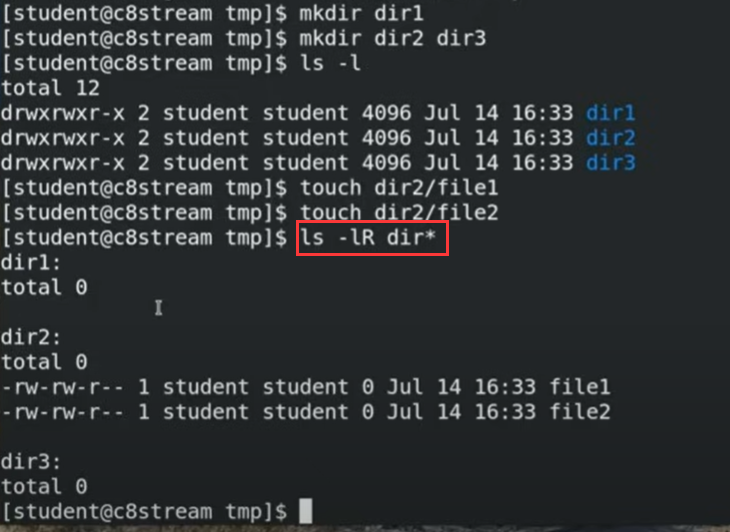 [student@c8stream tmp]$ mkdir dir1
[student@c8stream tmp]$ mkdir dir2 dir3
[student@c8stream tmp]$ ls -l
total 12
drwxrwxr-x 2 student student 4096 Jul 14 16:33 dir1
drwxrwxr-x 2 student student 4096 Jul 14 16:33 dir2
drwxrwxr-x 2 student student 4096 Jul 14 16:33 dir3
[student@c8stream tmp]$ touch dir2/file1
[student@c8stream tmp]$ touch dir2/file2
[student@c8stream tmp]$ ls -lR dir*
dir1:
total 0

dir2:
total 0
-rw-rw-r-- 1 student student 0 Jul 14 16:33 file1
-rw-rw-r-- 1 student student 0 Jul 14 16:33 file2

dir3:
total 0
[student@c8stream tmp]$